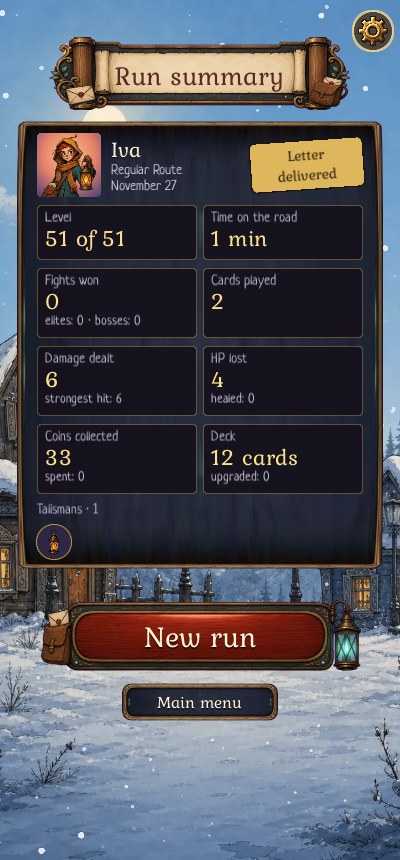 Run summary
Iva
Regular Route
November 27
Letter
delivered
Level
51 of 51
Time on the road
1 min
Fights won
0
elites: 0 · bosses: 0
Cards played
2
Damage dealt
6
strongest hit: 6
HP lost
4
healed: 0
Coins collected
33
spent: 0
Deck
12 cards
upgraded: 0
Talismans · 1
New run
Main menu